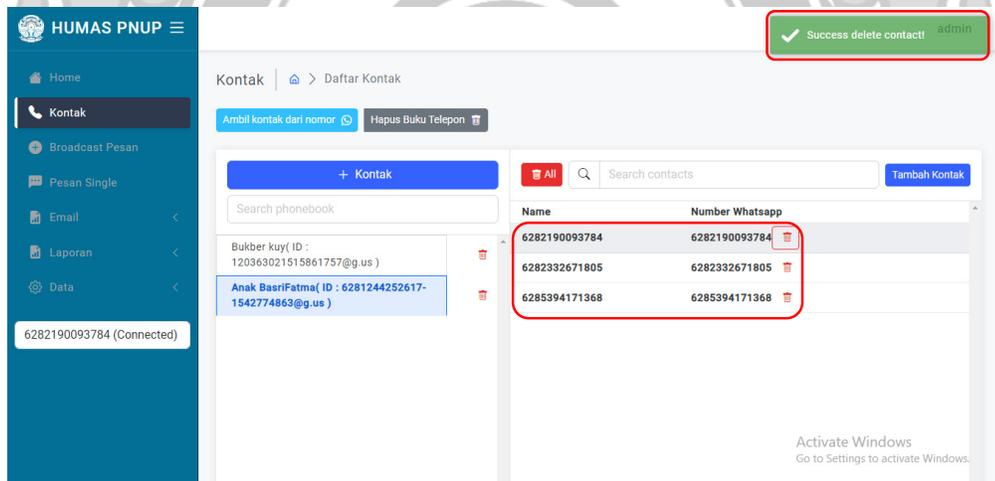 HUMAS PNUP
Success delete contact!
admin
Home
Kontak
Broadcast Pesan
Pesan Single
Email
Laporan
Data
6282190093784 (Connected)
Kontak
> Daftar Kontak
Ambil kontak dari nomor
Hapus Buku Telepon
+ Kontak
Search phonebook
Bukber kuy( ID :
120363021515861757@g.us )
Anak BasriFatma( ID : 6281244252617-
1542774863@g.us )
All
Search contacts
Tambah Kontak
Name Number Whatsapp
6282190093784 6282190093784
6282332671805 6282332671805
6285394171368 6285394171368
Activate Windows
Go to Settings to activate Windows.